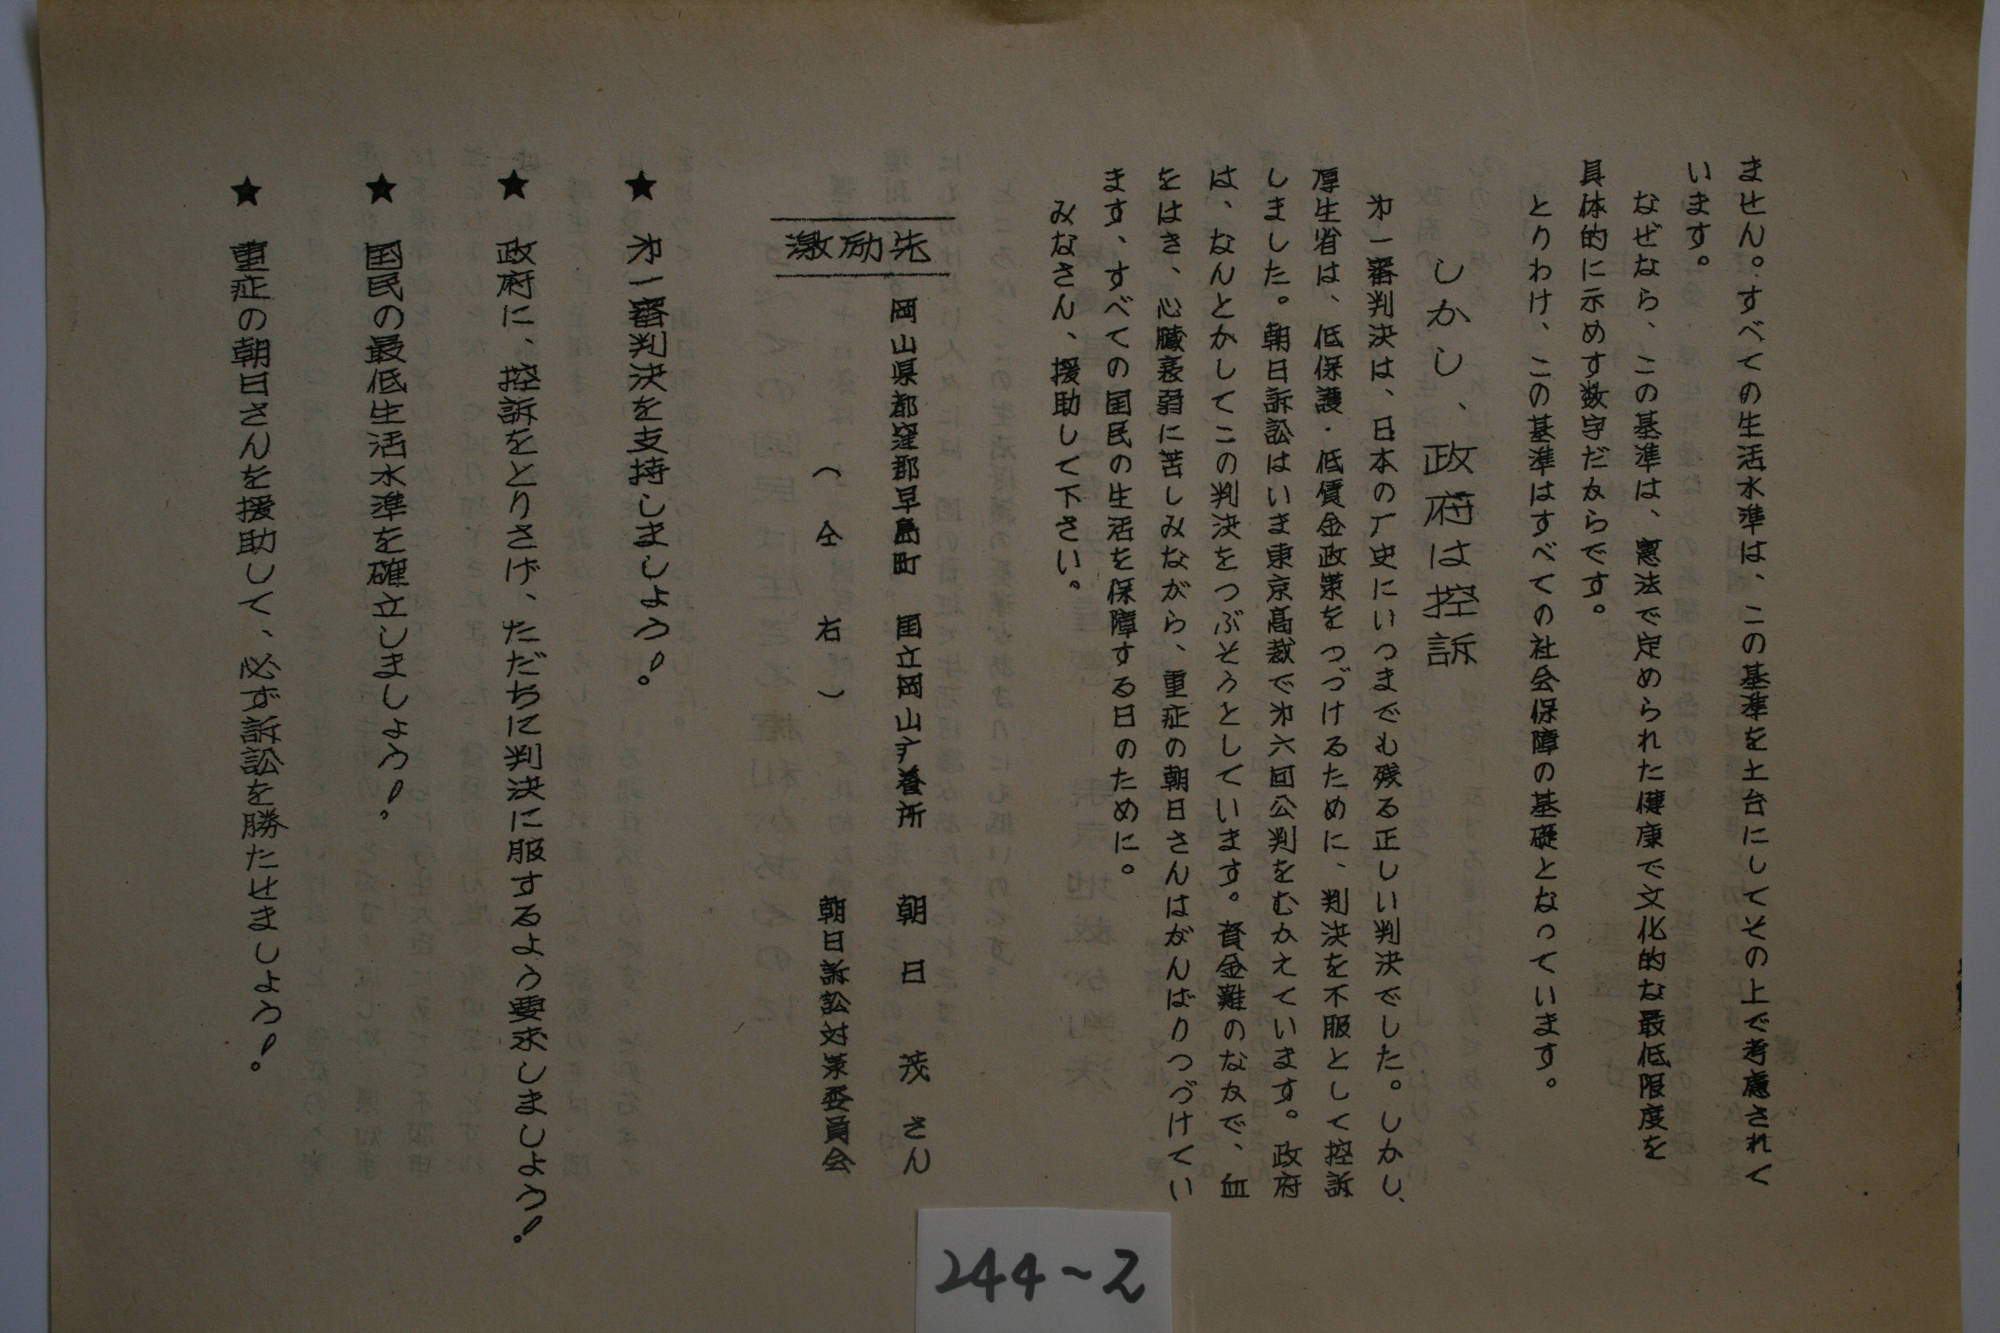 ません。すべての生活水準は、この基準を土台にしてその上で考慮されて
います。
なぜなら、この基準は、憲法で定められた健康で文化的な最低限度を
具体的に示めす数字だからです。
とりわけ、この基準はすべての社会保障の基礎となっています。
しかし、政府は控訴
才一審判決は、日本の厂史にいつまでも残る正しい判決でした。しかし、
厚生省は、低保護・低賃金政策をつづけるために、判決を不服として控訴
しました。朝日訴訟はいま東京高裁で才六回公判をむかえています。政府
は、なんとかしてこの判決をつぶそうとしています。資金難のなかで、血
をはき、心臓衰弱に苦しみながら、重症の朝日さんはがんばりつづけてい
ます、すべての国民の生活を保障する日のために。
みなさん、援助して下さい。
激励先
岡山県都窪郡早島町 国立岡山疒養所 朝日茂さん
(仝右) 朝日訴訟対策委員会
★ 才一審判決を支持しましょう!。
★ 政府に、控訴をとりさげ、ただちに判決に服するよう要求しましょう!。
★ 国民の最低生活水準を確立しましょう!。
★ 重症の朝日さんを援助して、必ず訴訟を勝たせましょう!。
244~2